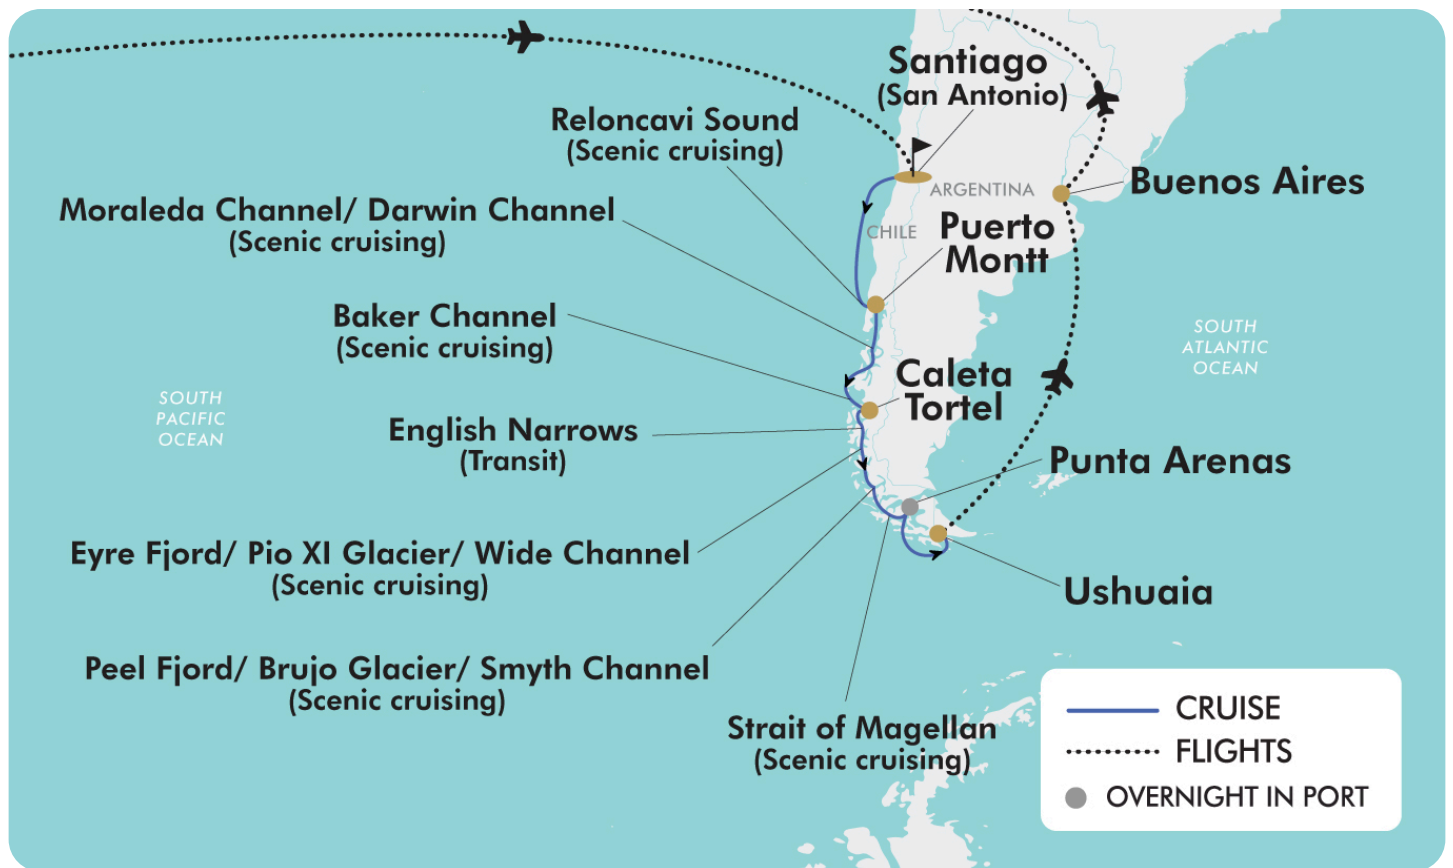 Santiago
(San Antonio)
Reloncavi Sound
(Scenic cruising)
ARGENTINA
Buenos Aires
Moraleda Channel/ Darwin Channel
(Scenic cruising)
CHILE
Puerto
Montt
Baker Channel
(Scenic cruising)
SOUTH
ATLANTIC
OCEAN
Caleta
Tortel
SOUTH
PACIFIC
OCEAN
English Narrows
(Transit)
Punta Arenas
Eyre Fjord/ Pio XI Glacier/ Wide Channel
(Scenic cruising)
Ushuaia
Peel Fjord/ Brujo Glacier/ Smyth Channel
(Scenic cruising)
Strait of Magellan
(Scenic cruising)
CRUISE
FLIGHTS
OVERNIGHT IN PORT